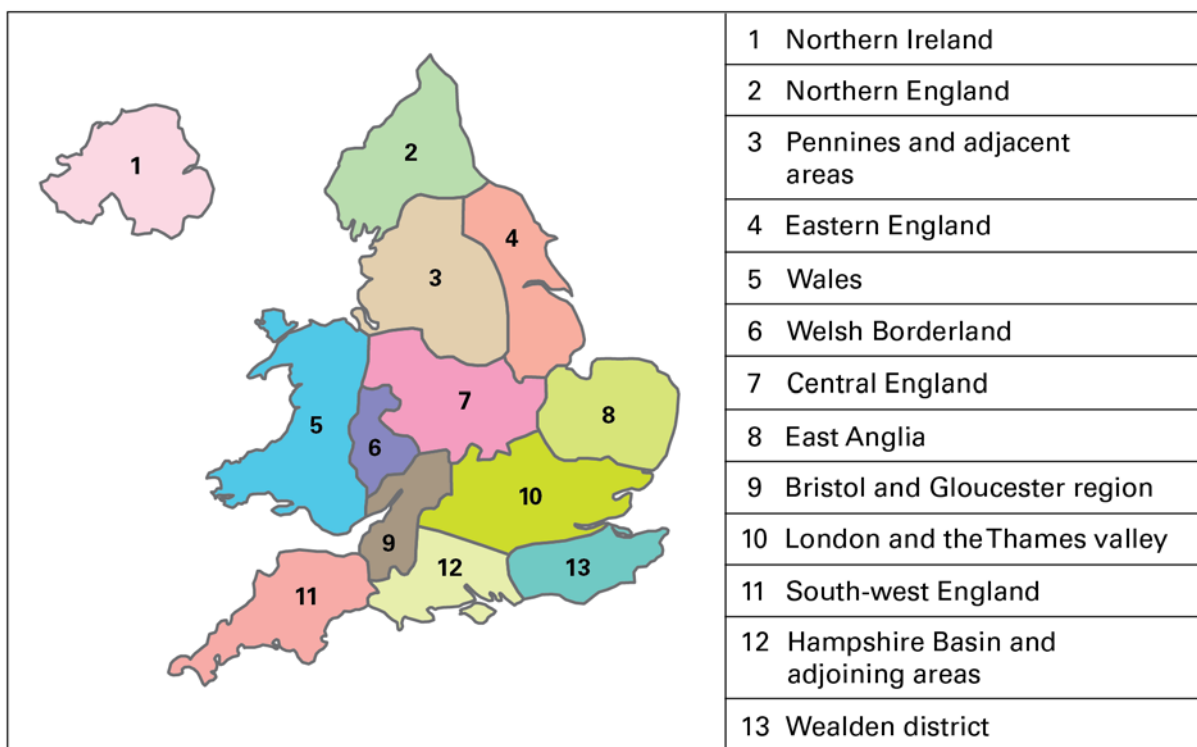 1
2
3
4
5
6
7
8
9
10
11
12
13
1 Northern Ireland
2 Northern England
3 Pennines and adjacent
areas
4 Eastern England
5 Wales
6 Welsh Borderland
7 Central England
8 East Anglia
9 Bristol and Gloucester region
10 London and the Thames valley
11 South-west England
12 Hampshire Basin and
adjoining areas
13 Wealden district